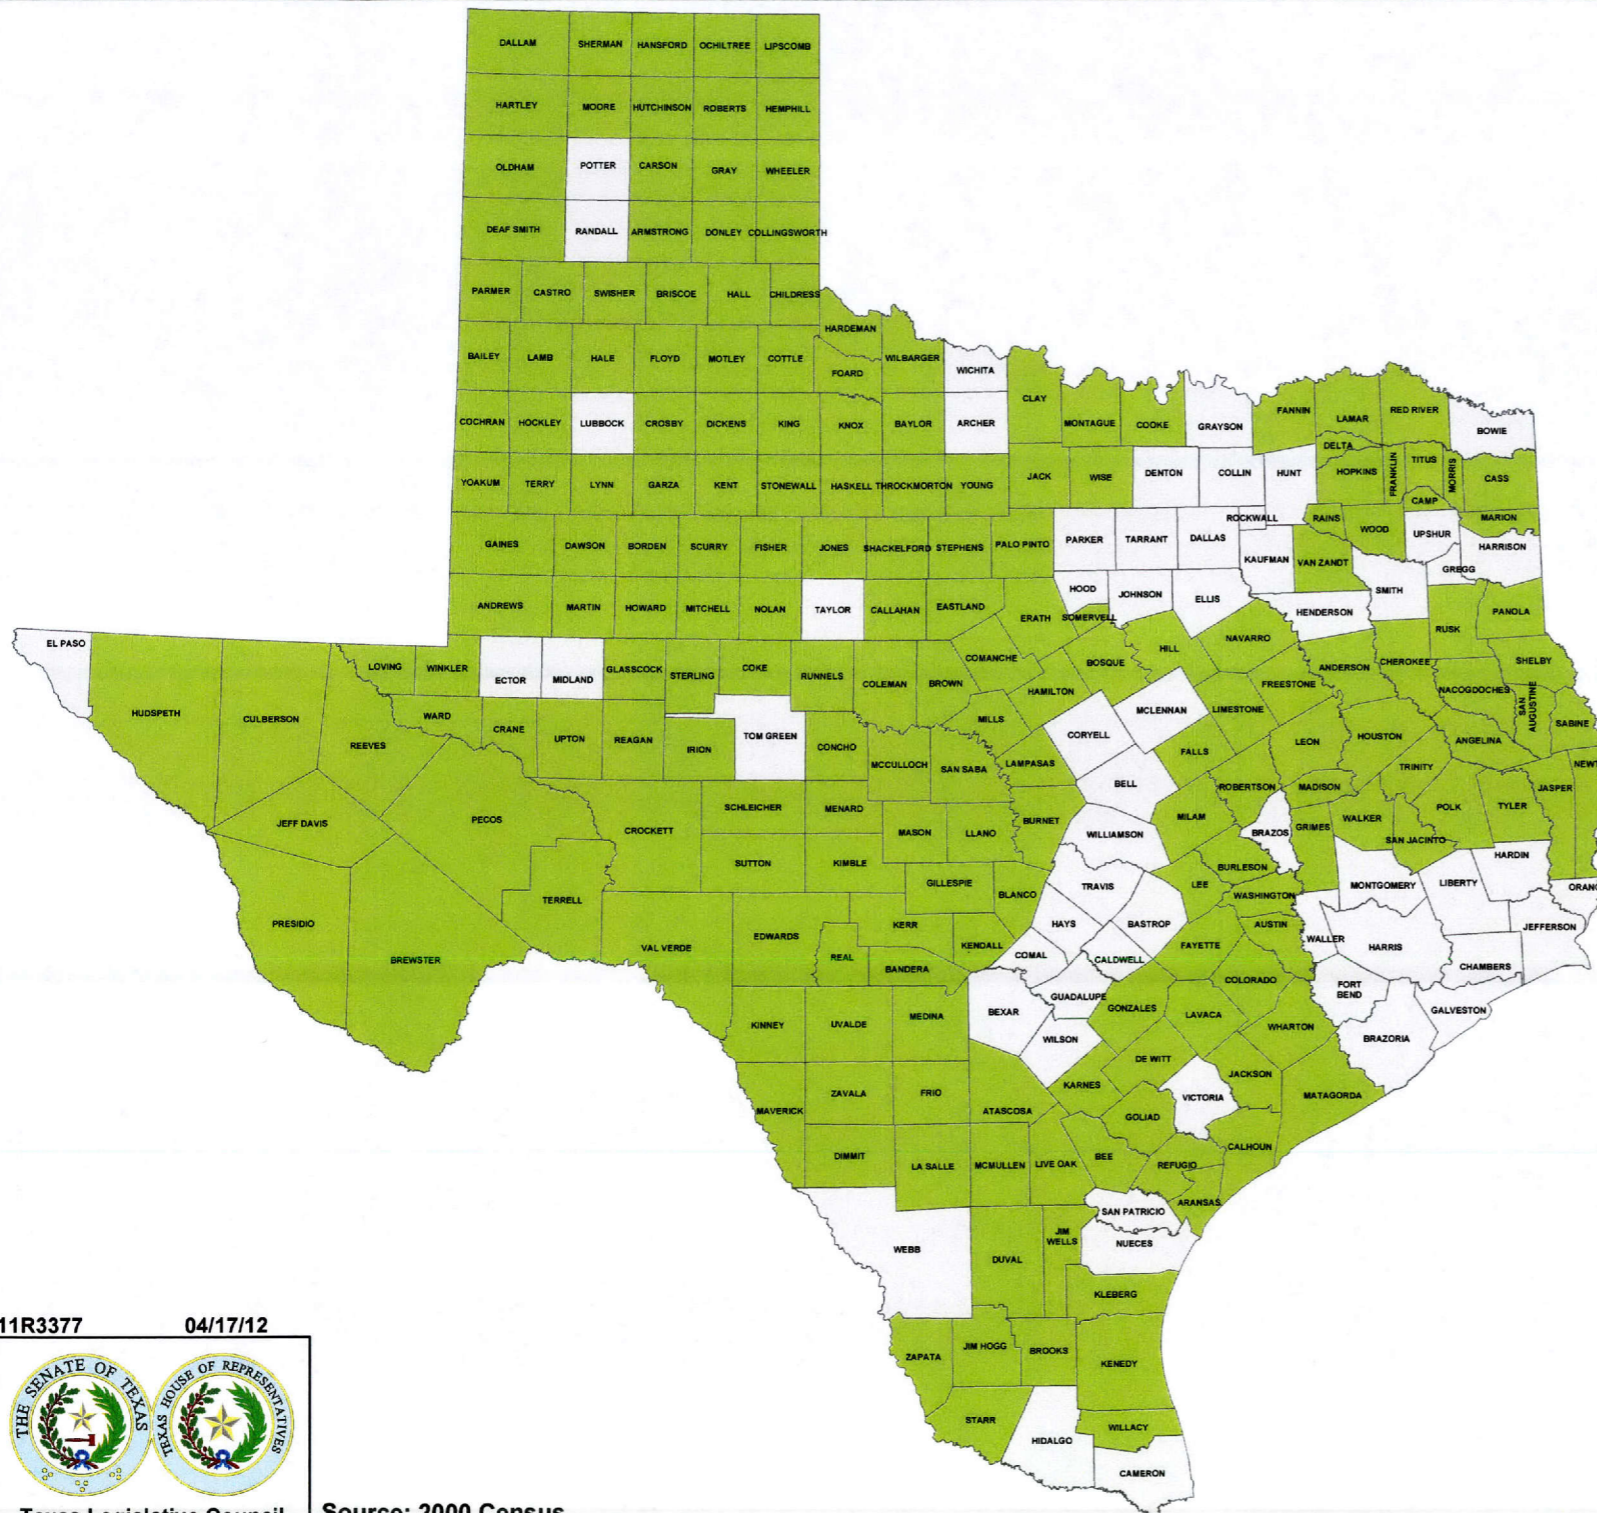 DALLAM SHERMAN HANSFORD OCHILTREE LIPSCOMB
HARTLEY MOORE HUTCHINSON ROBERTS HEMPHILL
OLDHAM POTTER CARSON GRAY WHEELER
DEAF SMITH RANDALL ARMSTRONG DONLEY COLLINGSWORTH
PARMER CASTRO SWISHER BRISCOE HALL CHILDRESS
HARDEMAN
BAILEY LAMB HALE FLOYD MOTLEY COTTLE FOARD WILBARGER WICHITA
CLAY
COCHRAN HOCKLEY LUBBOCK CROSBY DICKENS KING KNOX BAYLOR ARCHER MONTAGUE COOKE GRAYSON FANNIN LAMAR RED RIVER BOWIE
DELTA
YOAKUM TERRY LYNN GARZA KENT STONEWALL HASKELL THROCKMORTON YOUNG JACK WISE DENTON COLLIN HUNT HOPKINS FRANKLIN TITUS MORRIS CASS
CAMP
ROCKWALL RAINS WOOD UPSHUR MARION
GAINES DAWSON BORDEN SCURRY FISHER JONES SHACKELFORD STEPHENS PALO PINTO PARKER TARRANT DALLAS KAUFMAN VAN ZANDT HARRISON
GREGG
ANDREWS MARTIN HOWARD MITCHELL NOLAN TAYLOR CALLAHAN EASTLAND ERATH HOOD SOMERVELL JOHNSON ELLIS HENDERSON SMITH RUSK PANOLA
EL PASO LOVING WINKLER ECTOR MIDLAND GLASSCOCK STERLING COKE RUNNELS COLEMAN BROWN COMANCHE BOSQUE HILL NAVARRO ANDERSON CHEROKEE SHELBY
HAMILTON FREESTONE NACOGDOCHES SAN
AUGUSTINE
HUDSPETH CULBERSON REEVES WARD CRANE UPTON REAGAN IRION TOM GREEN CONCHO MILLS CORYELL MCLENNAN LIMESTONE LEON HOUSTON ANGELINA SABINE
MCCULLOCH SAN SABA LAMPASAS BELL FALLS ROBERTSON MADISON TRINITY JASPER NEWT
JEFF DAVIS PECOS CROCKETT SCHLEICHER MENARD MASON LLANO BURNET WILLIAMSON MILAM BRAZOS GRIMES WALKER SAN JACINTO POLK TYLER
SUTTON KIMBLE GILLESPIE BLANCO TRAVIS LEE BURLESON WASHINGTON MONTGOMERY LIBERTY HARDIN ORANG
PRESIDIO BREWSTER TERRELL VAL VERDE EDWARDS REAL KERR BANDERA KENDALL HAYS BASTROP FAYETTE AUSTIN WALLER HARRIS JEFFERSON
COMAL CALDWELL COLORADO CHAMBERS
FORT
BEND
KINNEY UVALDE MEDINA BEXAR GUADALUPE GONZALES LAVACA WHARTON BRAZORIA GALVESTON
WILSON DE WITT JACKSON
MAVERICK ZAVALA FRIO ATASCOSA KARNES GOLIAD VICTORIA MATAGORDA
DIMMIT LA SALLE MCMULLEN LIVE OAK BEE REFUGIO CALHOUN
ARANSAS
SAN PATRICIO
WEBB DUVAL JIM
WELLS NUECES
KLEBERG
ZAPATA JIM HOGG BROOKS KENEDY
STARR HIDALGO WILLACY
CAMERON
11R3377 04/17/12
THE SENATE OF TEXAS
TEXAS HOUSE OF REPRESENTATIVES
Texas Legislative Council
Source: 2000 Census